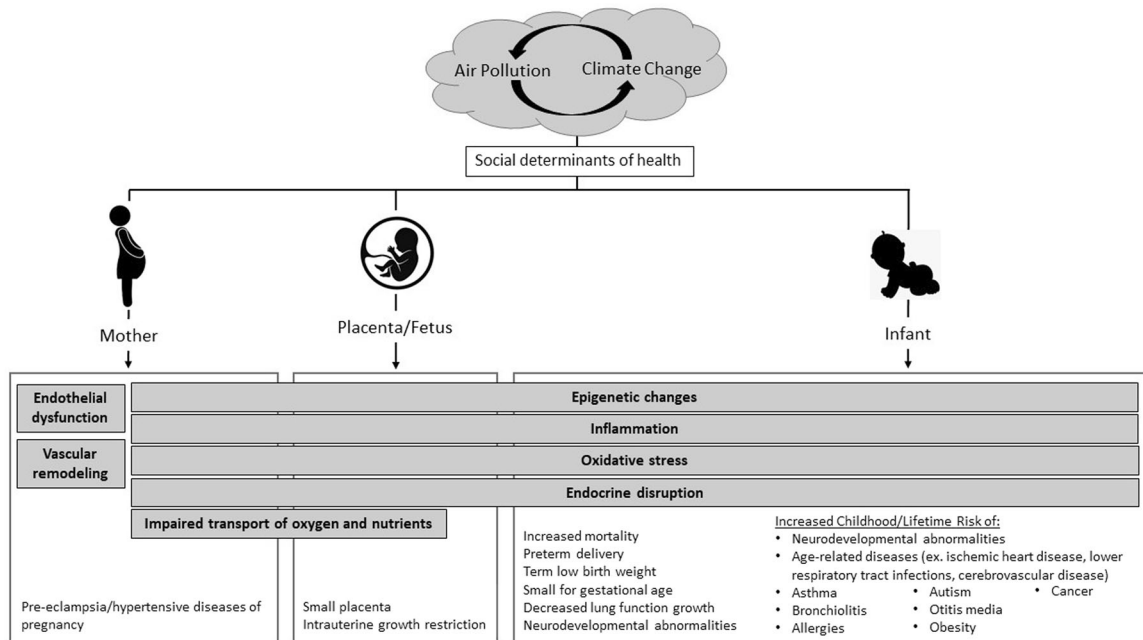 Air Pollution
Climate Change
Social determinants of health
Mother
Placenta/Fetus
Infant
Endothelial
dysfunction
Vascular
remodeling
Epigenetic changes
Inflammation
Oxidative stress
Endocrine disruption
Impaired transport of oxygen and nutrients
Pre-eclampsia/hypertensive diseases of
pregnancy
Small placenta
Intrauterine growth restriction
Increased mortality
Preterm delivery
Term low birth weight
Small for gestational age
Decreased lung function growth
Neurodevelopmental abnormalities
Increased Childhood/Lifetime Risk of:
• Neurodevelopmental abnormalities
• Age-related diseases (ex. ischemic heart disease, lower
respiratory tract infections, cerebrovascular disease)
• Asthma
• Bronchiolitis
• Allergies
• Autism
• Otitis media
• Obesity
• Cancer